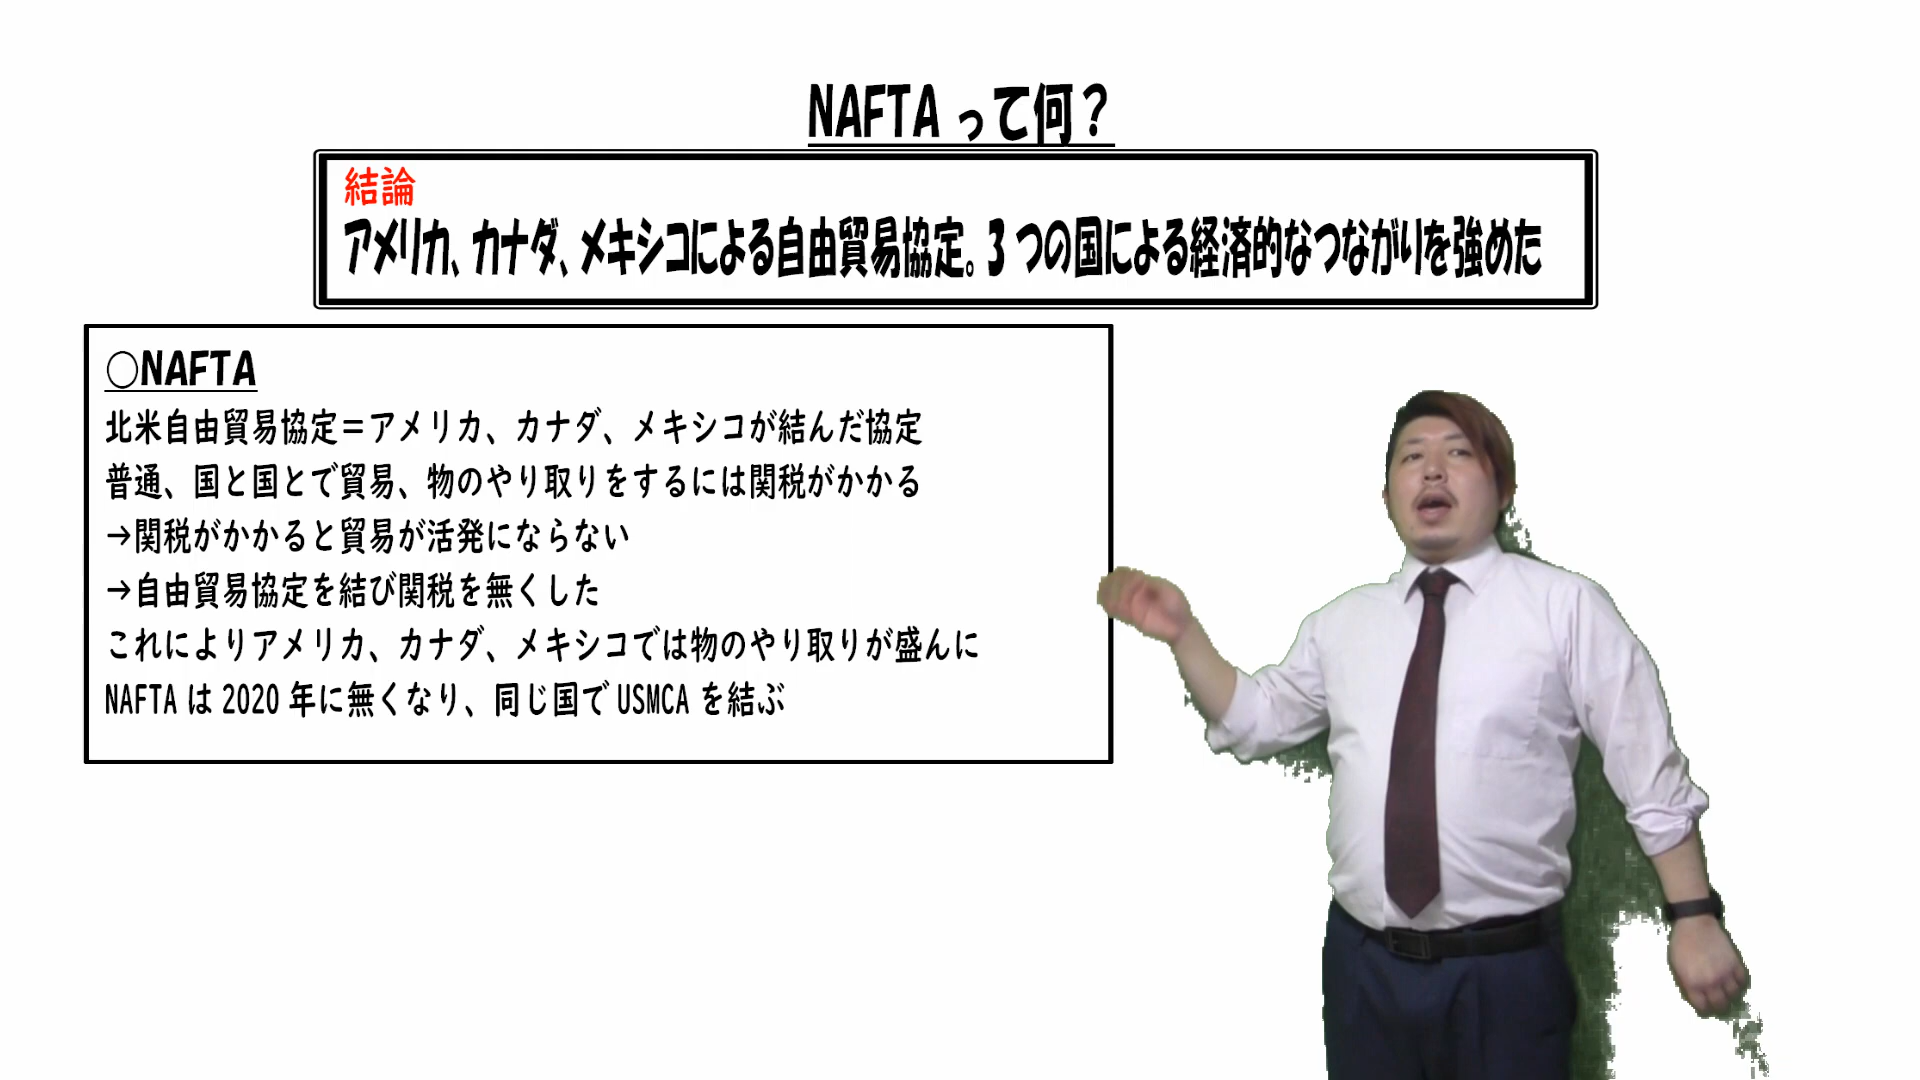 NAFTAって何？
結論
アメリカ、カナダ、メキシコによる自由貿易協定。3つの国による経済的なつながりを強めた
○NAFTA
北米自由貿易協定＝アメリカ、カナダ、メキシコが結んだ協定
普通、国と国とで貿易、物のやり取りをするには関税がかかる
→関税がかかると貿易が活発にならない
→自由貿易協定を結び関税を無くした
これによりアメリカ、カナダ、メキシコでは物のやり取りが盛んに
NAFTAは2020年に無くなり、同じ国でUSMCAを結ぶ